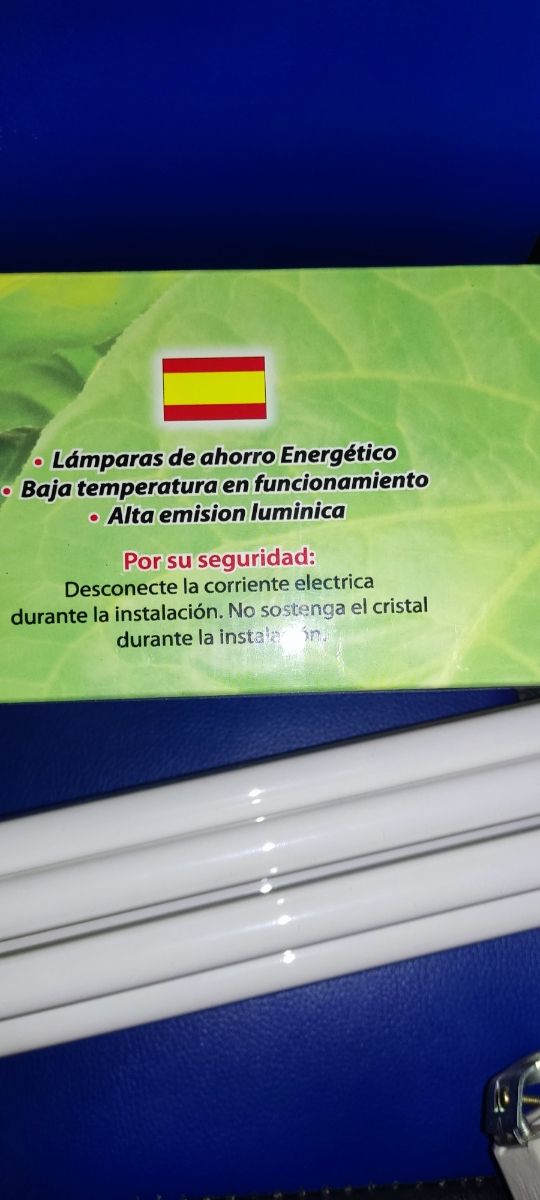 • Lámparas de ahorro Energético
• Baja temperatura en funcionamiento
• Alta emision luminica
Por su seguridad:
Desconecte la corriente electrica
durante la instalación. No sostenga el cristal
durante la instalación.